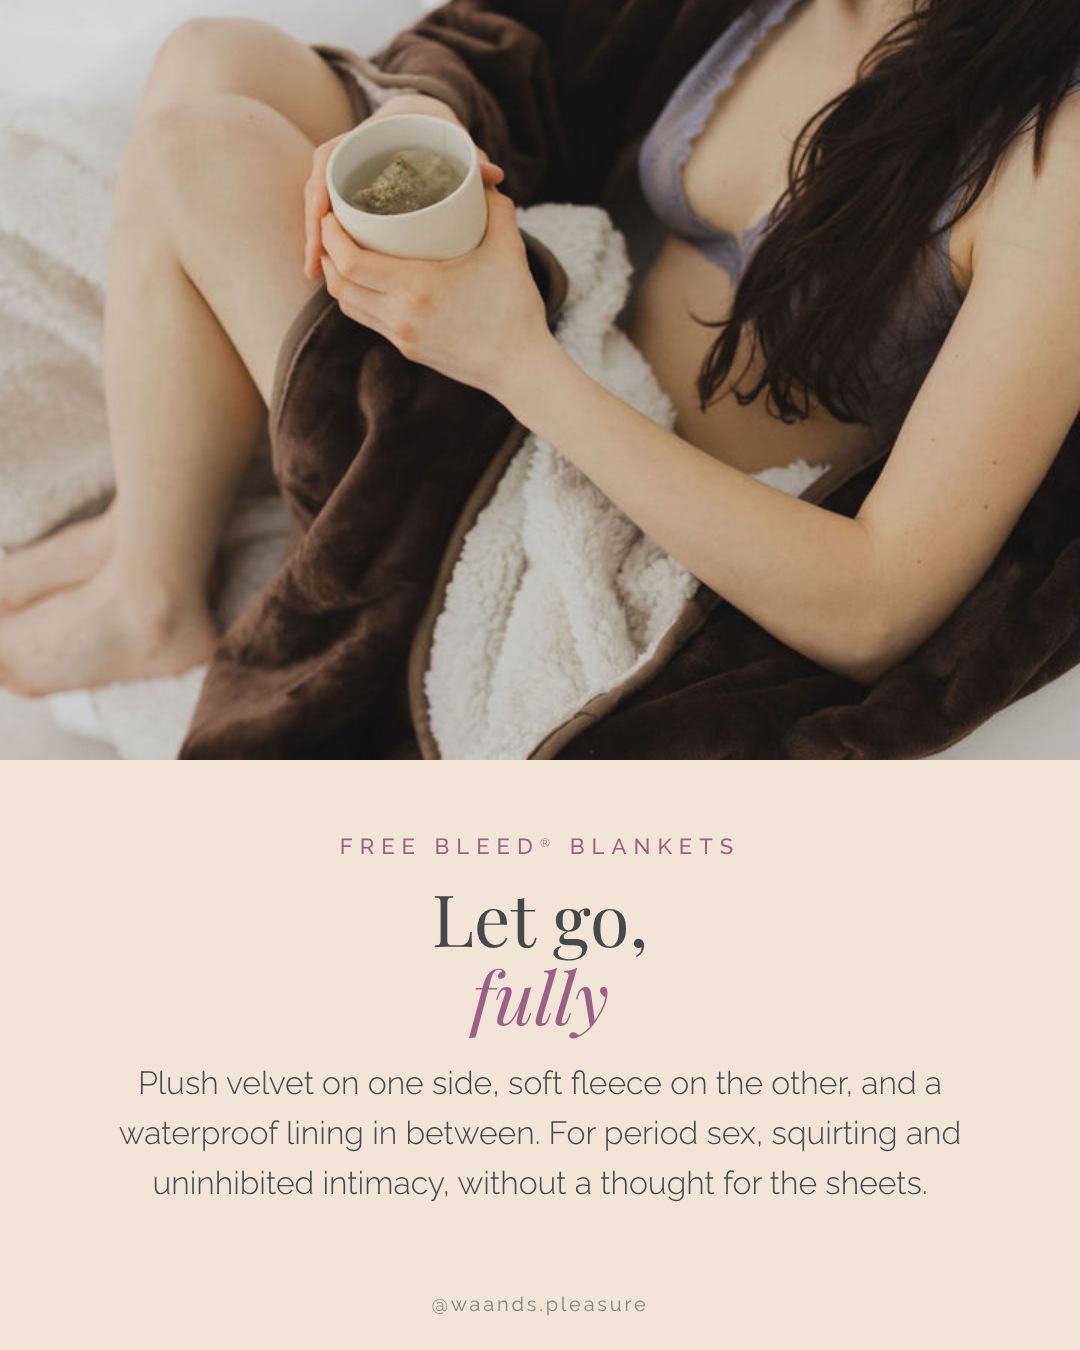 FREE BLEED® BLANKETS
Let go,
fully
Plush velvet on one side, soft fleece on the other, and a
waterproof lining in between. For period sex, squirting and
uninhibited intimacy, without a thought for the sheets.
@waands.pleasure